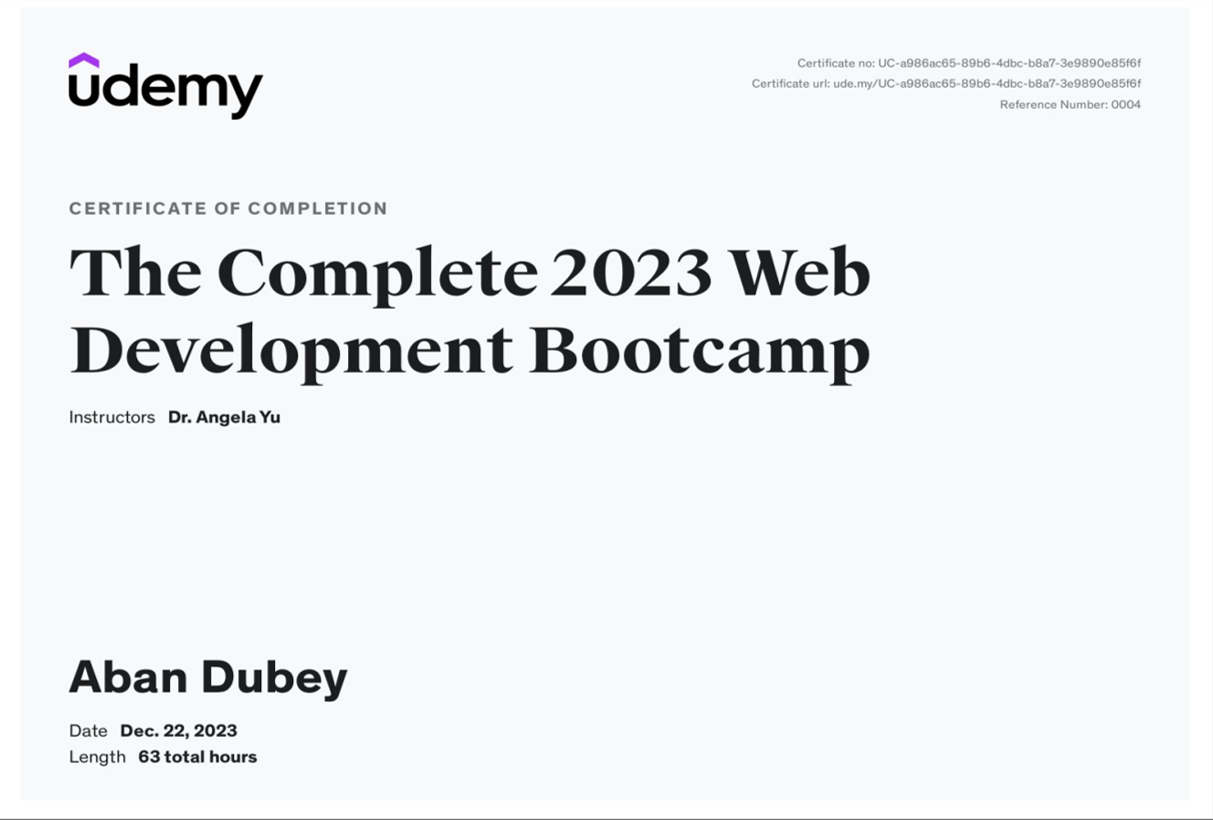 udemy
Certificate no: UC-a986ac65-89b6-4dbc-b8a7-3e9890e85f6f
Certificate url: ude.my/UC-a986ac65-89b6-4dbc-b8a7-3e9890e85f6f
Reference Number: 0004
CERTIFICATE OF COMPLETION
The Complete 2023 Web
Development Bootcamp
Instructors Dr. Angela Yu
Aban Dubey
Date Dec. 22, 2023
Length 63 total hours